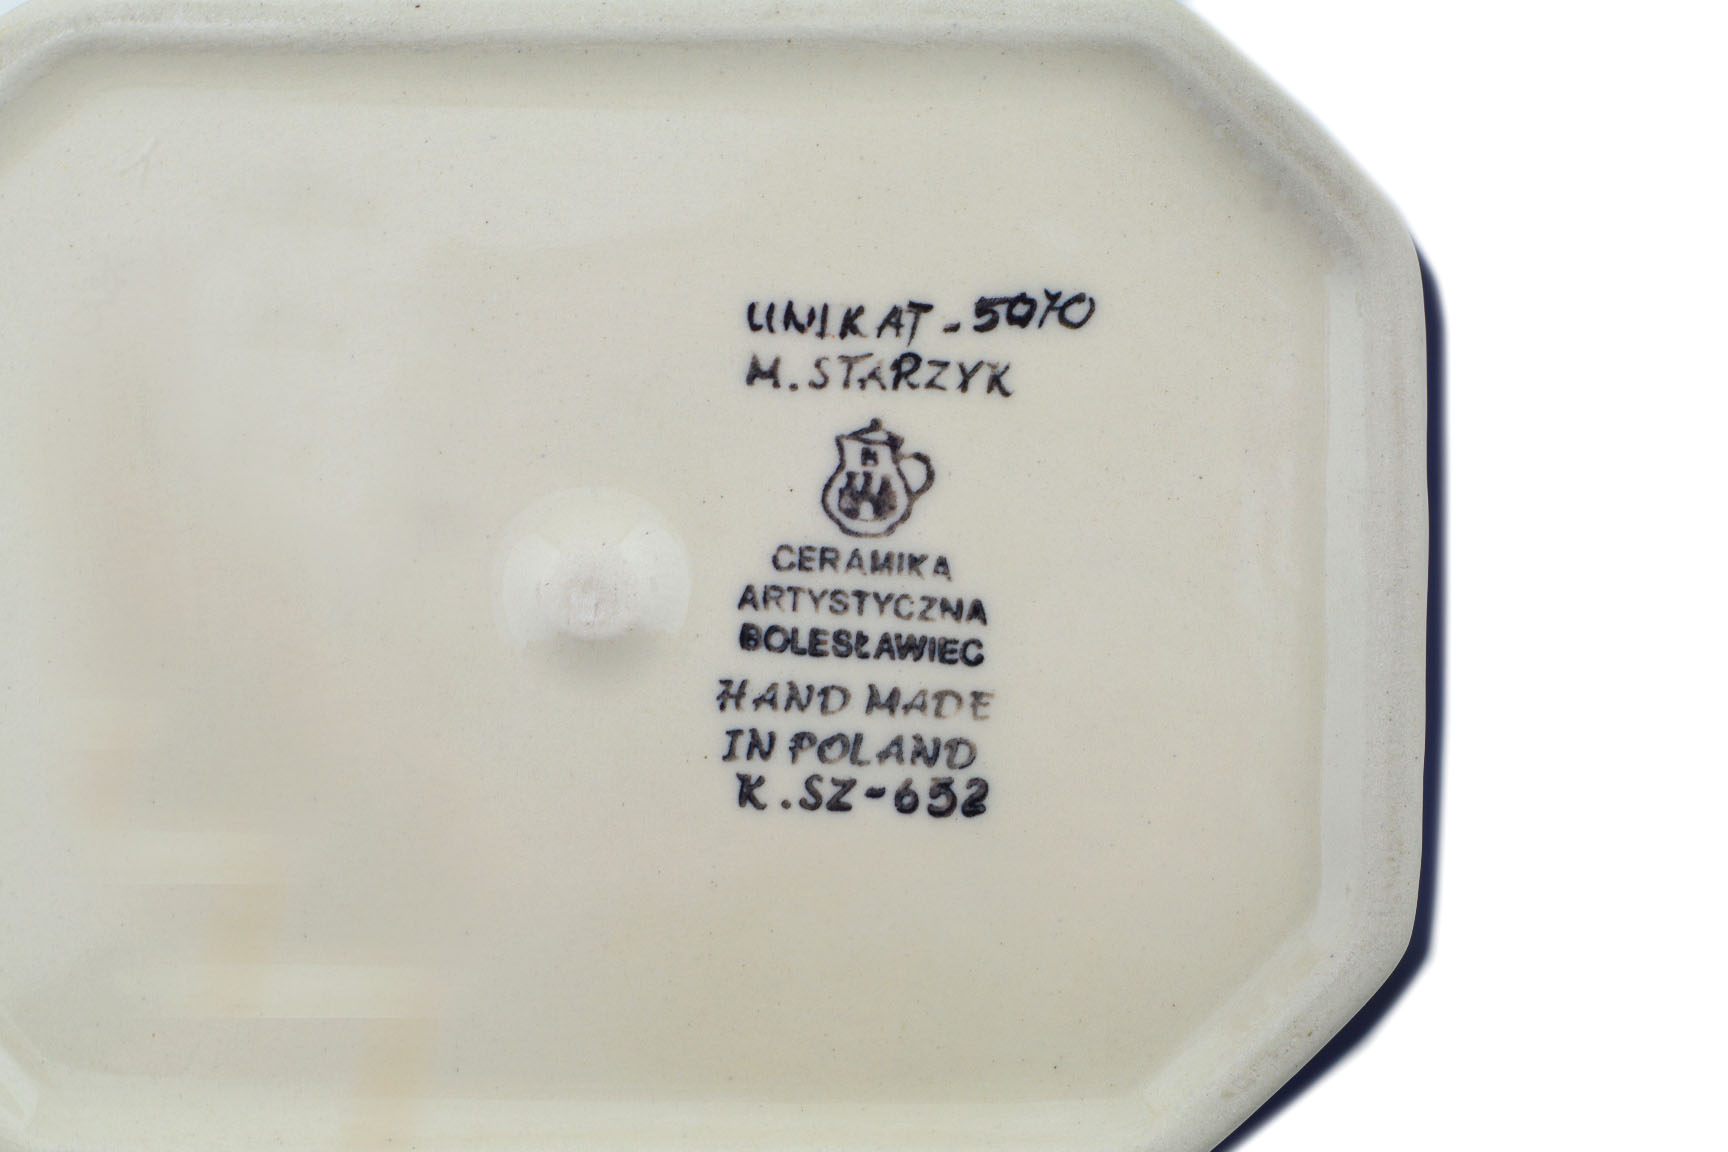 UNIKAT-5070
M. STARZYK
B
CERAMIKA
ARTYSTYCZNA
BOLESŁAWIEC
HAND MADE
IN POLAND
K.SZ-652